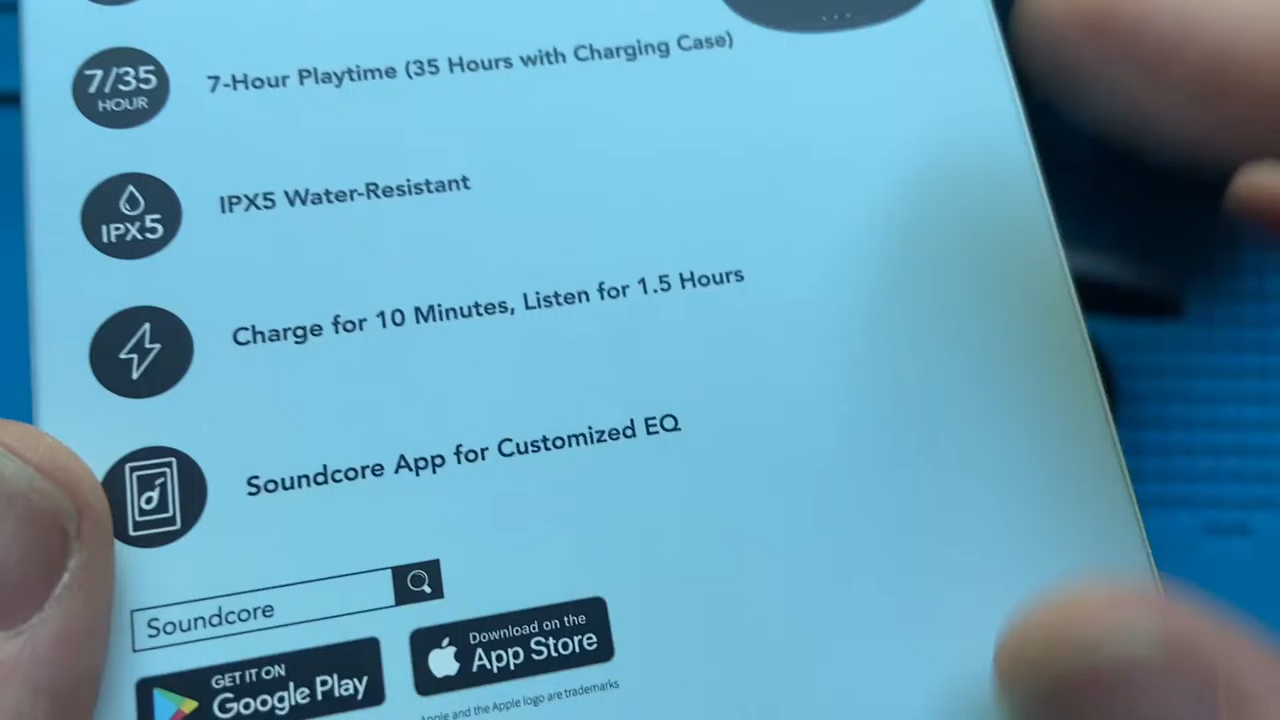 7/35
HOUR
7-Hour Playtime (35 Hours with Charging Case)
IPX5
IPX5 Water-Resistant
Charge for 10 Minutes, Listen for 1.5 Hours
Soundcore App for Customized EQ
Soundcore
GET IT ON
Google Play
Download on the
App Store
Apple and the Apple logo are trademarks